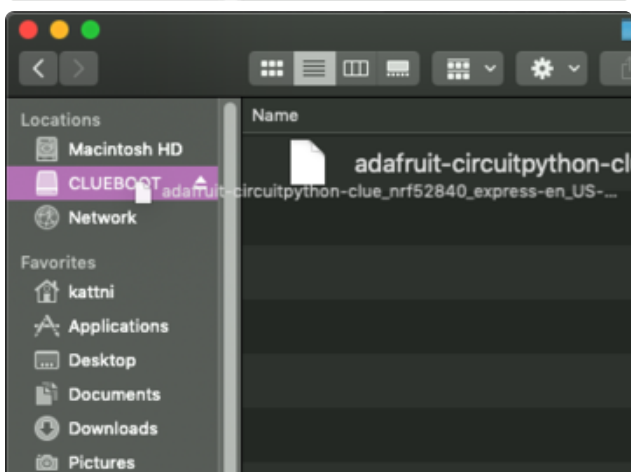 Locations
Macintosh HD
CLUEBOOT
Network
Favorites
kattni
Applications
Desktop
Documents
Downloads
Pictures
Name
adafruit-circuitpython-cl
adafruit-circuitpython-clue_nrf52840_express-en_US-...